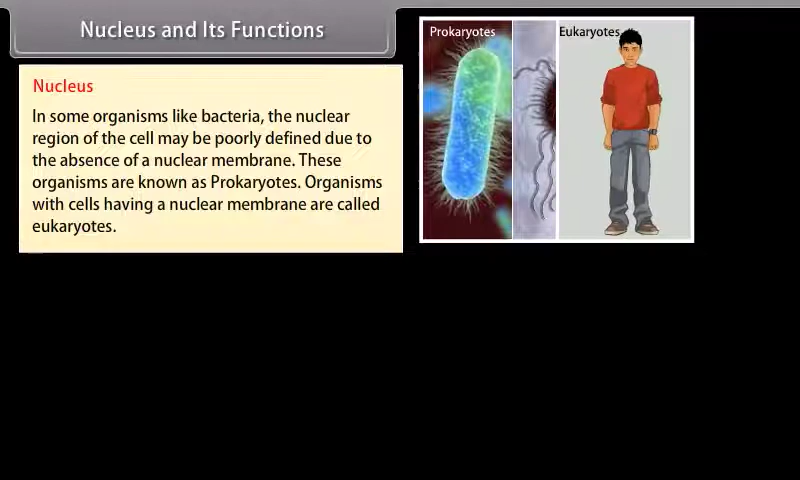 Nucleus and Its Functions
Prokaryotes
Eukaryotes
Nucleus
In some organisms like bacteria, the nuclear
region of the cell may be poorly defined due to
the absence of a nuclear membrane. These
organisms are known as Prokaryotes. Organisms
with cells having a nuclear membrane are called
eukaryotes.